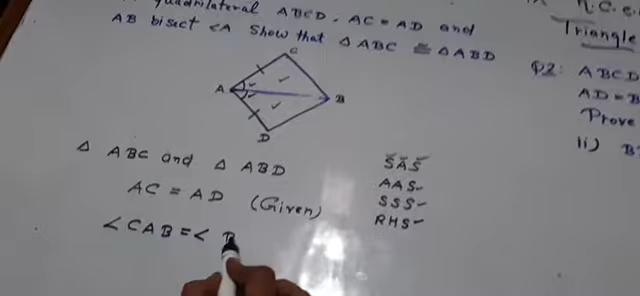 quadrilateral ABCD. AC = AD and
AB bisect <A Show that △ ABC ≅ △ ABD
C
A
B
D
△ ABC and △ ABD
AC = AD (Given)
< CAB = <
SAS
AAS
SSS
RHS
N.C.E
Triangle
Q2: ABCD
AD = B
Prove
ii) B